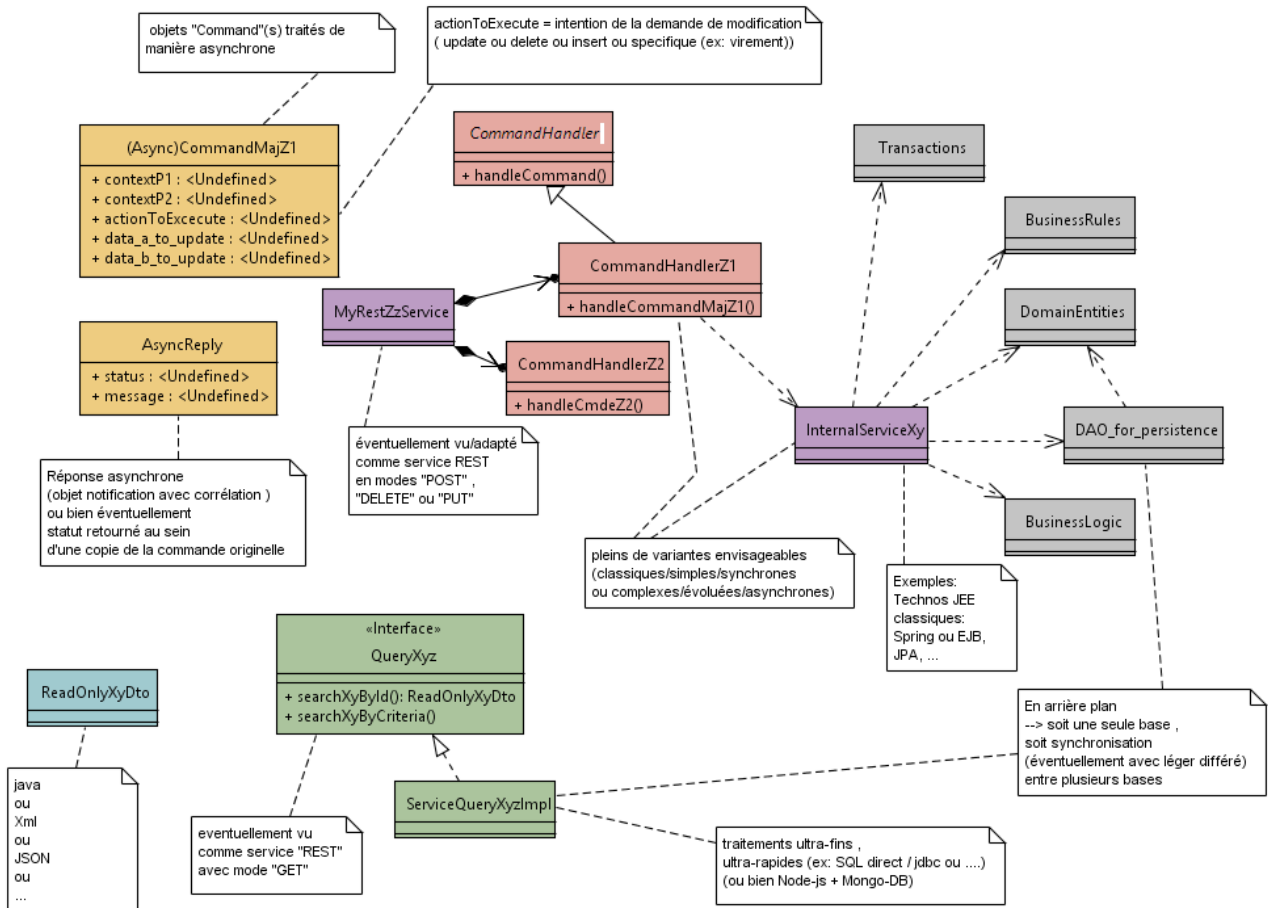 objets "Command"(s) traités de
manière asynchrone
actionToExecute = intention de la demande de modification
( update ou delete ou insert ou specifique (ex: virement))
(Async)CommandMajZ1
+ contextP1 : <Undefined>
+ contextP2 : <Undefined>
+ actionToExcecute : <Undefined>
+ data_a_to_update : <Undefined>
+ data_b_to_update : <Undefined>
CommandHandler
+ handleCommand()
Transactions
BusinessRules
CommandHandlerZ1
+ handleCommandMajZ1()
MyRestZzService
DomainEntities
AsyncReply
+ status : <Undefined>
+ message : <Undefined>
CommandHandlerZ2
+ handleCmdeZ2()
InternalServiceXy
DAO_for_persistence
éventuellement vu/adapté
comme service REST
en modes "POST" ,
"DELETE" ou "PUT"
Réponse asynchrone
(objet notification avec corrélation )
ou bien éventuellement
statut retourné au sein
d'une copie de la commande originelle
BusinessLogic
pleins de variantes envisageables
(classiques/simples/synchrones
ou complexes/évoluées/asynchrones)
Exemples:
Technos JEE
classiques:
Spring ou EJB,
JPA, ...
«Interface»
QueryXyz
+ searchXyById(): ReadOnlyXyDto
+ searchXyByCriteria()
ReadOnlyXyDto
En arrière plan
--> soit une seule base ,
soit synchronisation
(éventuellement avec léger différé)
entre plusieurs bases
java
ou
Xml
ou
JSON
ou
...
ServiceQueryXyzImpl
eventuellement vu
comme service "REST"
avec mode "GET"
traitements ultra-fins ,
ultra-rapides (ex: SQL direct / jdbc ou ....)
(ou bien Node-js + Mongo-DB)